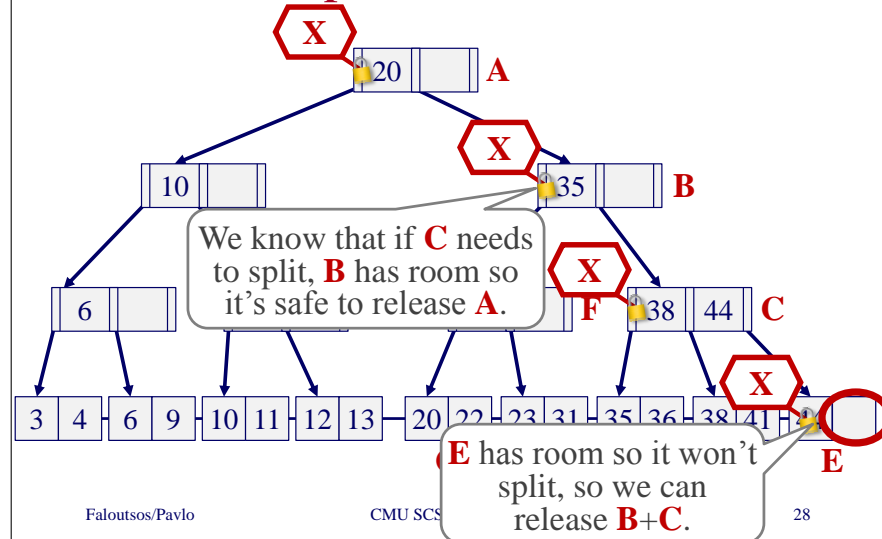 X
20 A
X
10 35 B
We know that if C needs
to split, B has room so
it's safe to release A.
X
6 F 38 44 C
X
3 4 6 9 10 11 12 13 20 22 23 31 35 36 38 41
E has room so it won't
split, so we can
release B+C.
E
Faloutsos/Pavlo CMU SCS 28